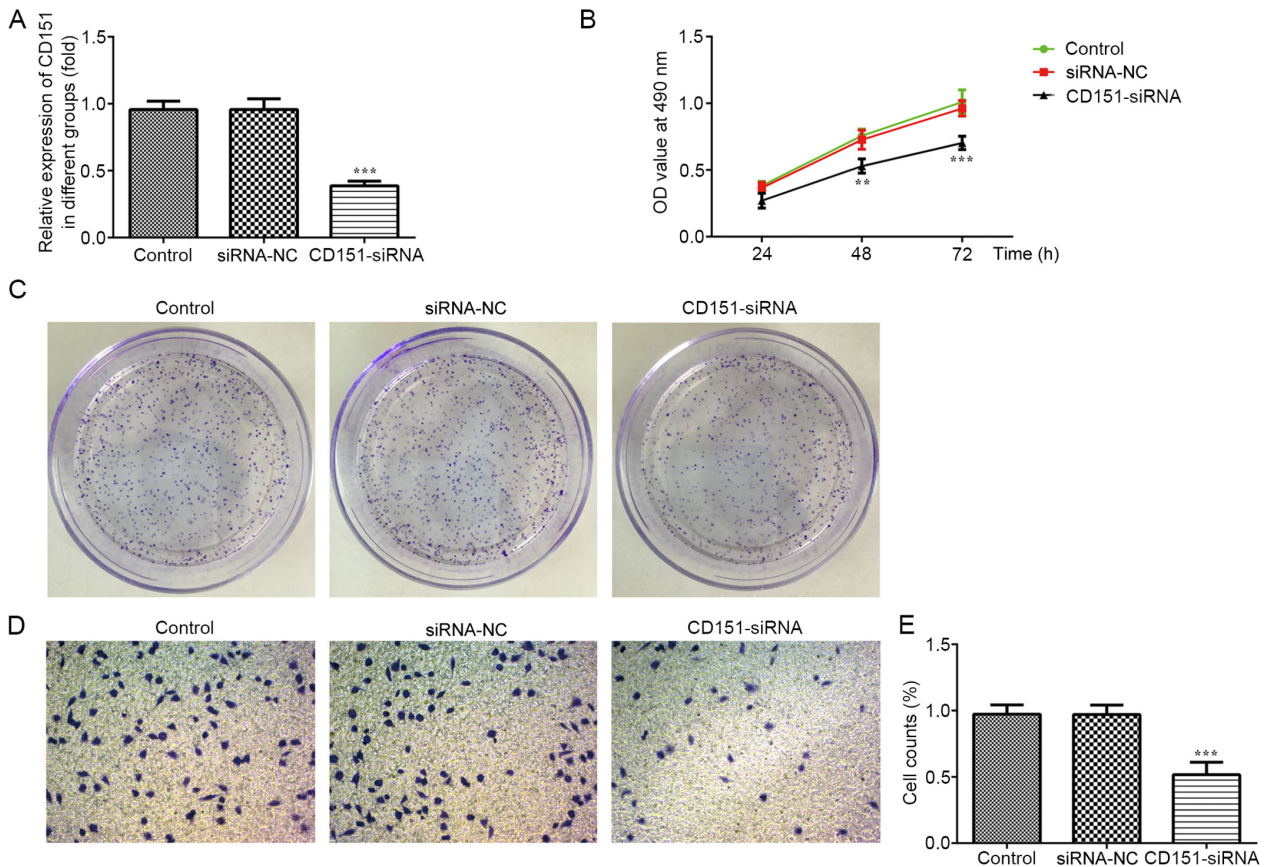 A
Relative expression of CD151
in different groups (fold)
1.5
1.0
0.5
0.0
***
Control
siRNA-NC
CD151-siRNA
B
OD value at 490 nm
1.5
1.0
0.5
0.0
**
***
24
48
72
Time (h)
Control
siRNA-NC
CD151-siRNA
C
Control
siRNA-NC
CD151-siRNA
D
Control
siRNA-NC
CD151-siRNA
E
Cell counts (%)
1.5
1.0
0.5
0.0
***
Control
siRNA-NC
CD151-siRNA